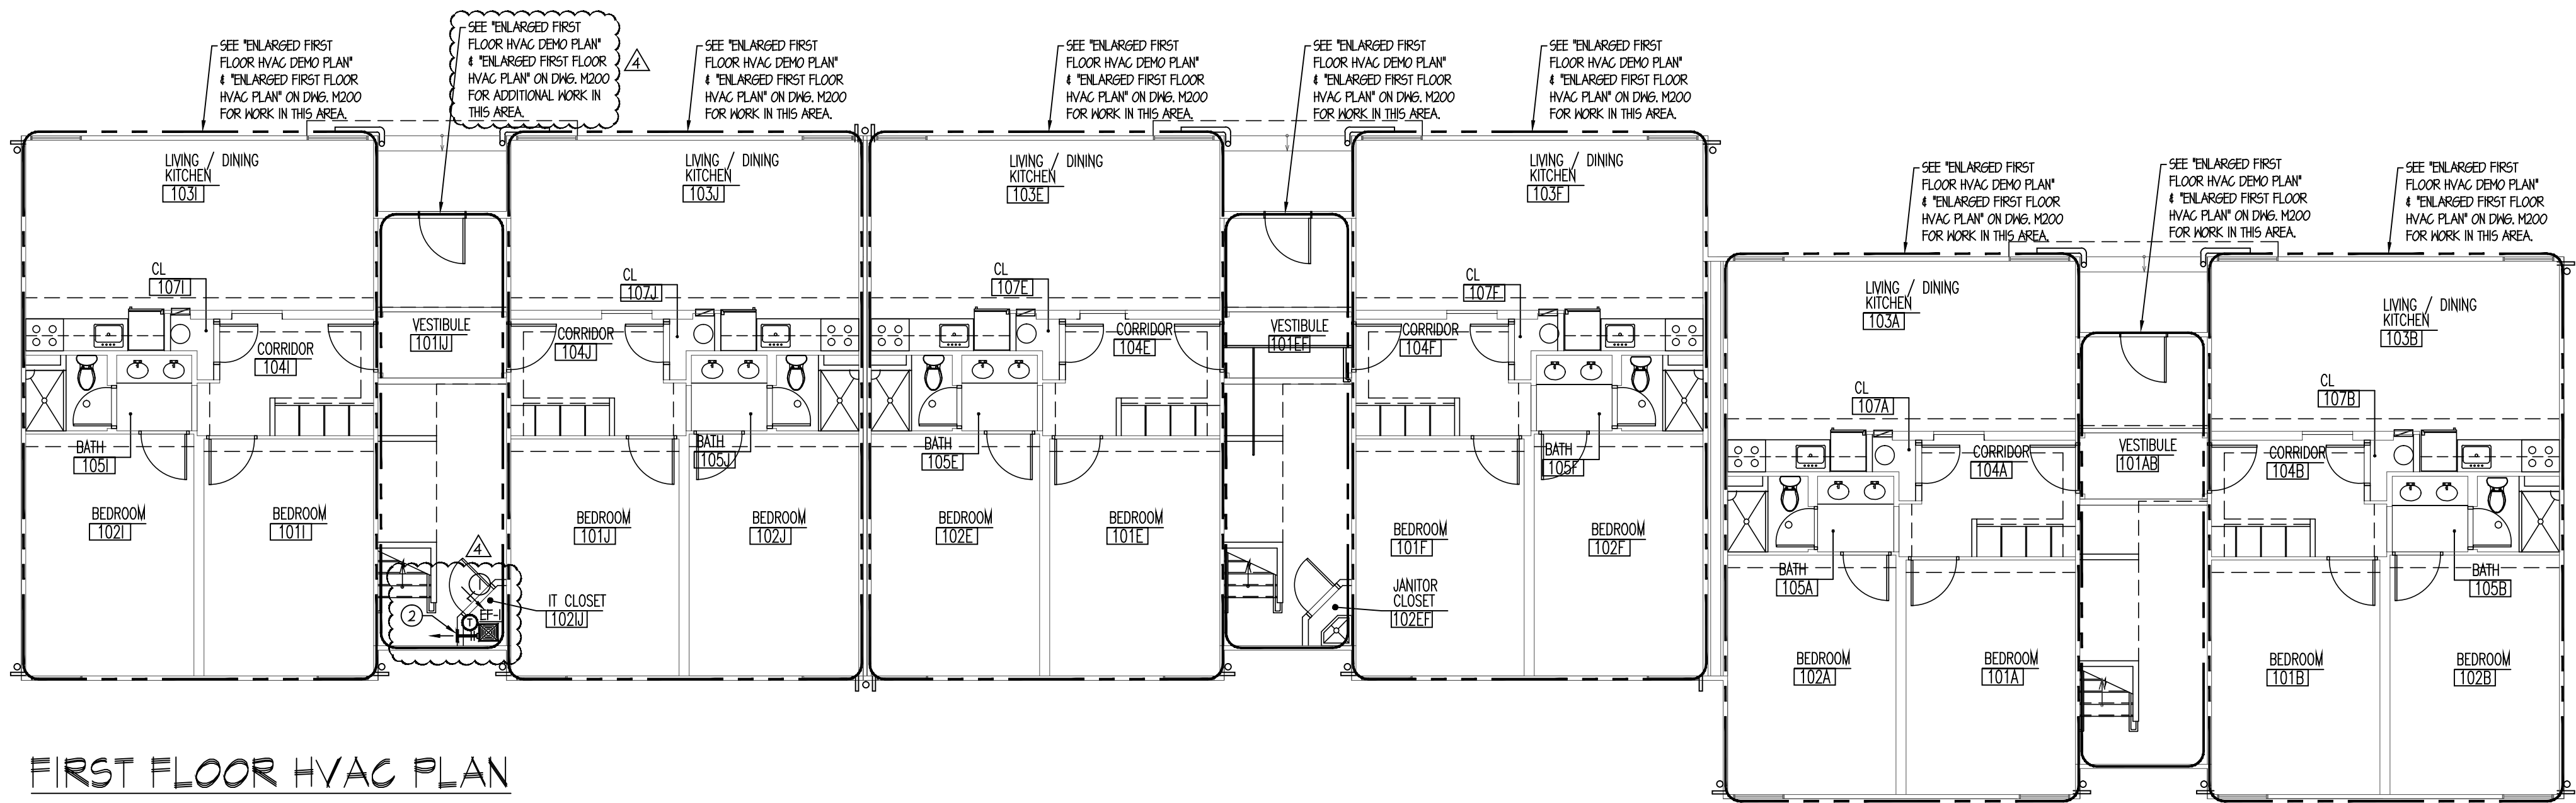 SEE "ENLARGED FIRST
FLOOR HVAC DEMO PLAN"
& "ENLARGED FIRST FLOOR
HVAC PLAN" ON DWG. M200
FOR WORK IN THIS AREA.
SEE "ENLARGED FIRST
FLOOR HVAC DEMO PLAN"
& "ENLARGED FIRST FLOOR
HVAC PLAN" ON DWG. M200
FOR ADDITIONAL WORK IN
THIS AREA.
4
SEE "ENLARGED FIRST
FLOOR HVAC DEMO PLAN"
& "ENLARGED FIRST FLOOR
HVAC PLAN" ON DWG. M200
FOR WORK IN THIS AREA.
SEE "ENLARGED FIRST
FLOOR HVAC DEMO PLAN"
& "ENLARGED FIRST FLOOR
HVAC PLAN" ON DWG. M200
FOR WORK IN THIS AREA.
SEE "ENLARGED FIRST
FLOOR HVAC DEMO PLAN"
& "ENLARGED FIRST FLOOR
HVAC PLAN" ON DWG. M200
FOR WORK IN THIS AREA.
SEE "ENLARGED FIRST
FLOOR HVAC DEMO PLAN"
& "ENLARGED FIRST FLOOR
HVAC PLAN" ON DWG. M200
FOR WORK IN THIS AREA.
SEE "ENLARGED FIRST
FLOOR HVAC DEMO PLAN"
& "ENLARGED FIRST FLOOR
HVAC PLAN" ON DWG. M200
FOR WORK IN THIS AREA.
SEE "ENLARGED FIRST
FLOOR HVAC DEMO PLAN"
& "ENLARGED FIRST FLOOR
HVAC PLAN" ON DWG. M200
FOR WORK IN THIS AREA.
SEE "ENLARGED FIRST
FLOOR HVAC DEMO PLAN"
& "ENLARGED FIRST FLOOR
HVAC PLAN" ON DWG. M200
FOR WORK IN THIS AREA.
LIVING / DINING
KITCHEN
103I
CL
107I
CORRIDOR
104I
BATH
105I
BEDROOM
102I
BEDROOM
101I
VESTIBULE
101IJ
4
1
2
T
EF-1
IT CLOSET
102IJ
LIVING / DINING
KITCHEN
103J
CL
107J
CORRIDOR
104J
BATH
105J
BEDROOM
101J
BEDROOM
102J
LIVING / DINING
KITCHEN
103E
CL
107E
CORRIDOR
104E
BATH
105E
BEDROOM
102E
BEDROOM
101E
VESTIBULE
101EF
JANITOR
CLOSET
102EF
LIVING / DINING
KITCHEN
103F
CL
107F
CORRIDOR
104F
BATH
105F
BEDROOM
101F
BEDROOM
102F
LIVING / DINING
KITCHEN
103A
CL
107A
CORRIDOR
104A
BATH
105A
BEDROOM
102A
BEDROOM
101A
VESTIBULE
101AB
LIVING / DINING
KITCHEN
103B
CL
107B
CORRIDOR
104B
BATH
105B
BEDROOM
101B
BEDROOM
102B
FIRST FLOOR HVAC PLAN